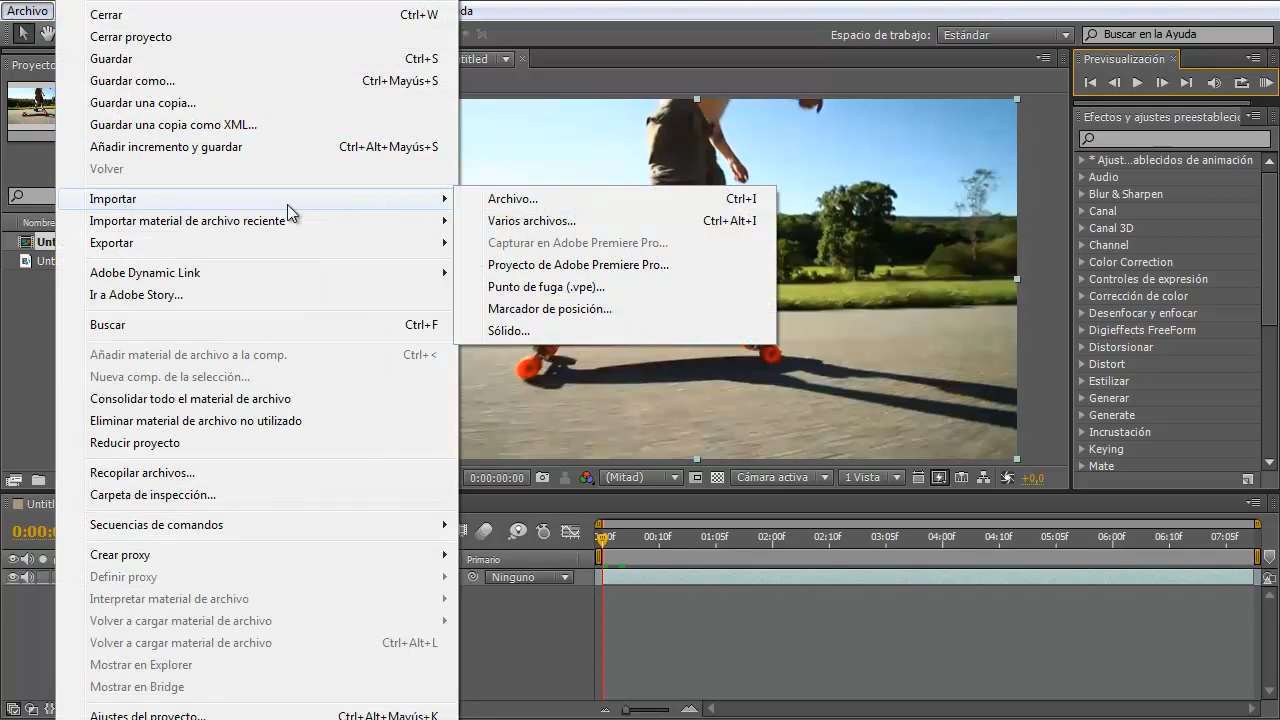 Archivo
da
Espacio de trabajo:
Estándar
Buscar en la Ayuda
Cerrar Ctrl+W
Cerrar proyecto
Guardar Ctrl+S
Guardar como... Ctrl+Mayús+S
Guardar una copia...
Guardar una copia como XML...
Añadir incremento y guardar Ctrl+Alt+Mayús+S
Volver
Importar
Importar material de archivo reciente
Exportar
Adobe Dynamic Link
Ir a Adobe Story...
Buscar Ctrl+F
Añadir material de archivo a la comp. Ctrl+<
Nueva comp. de la selección...
Consolidar todo el material de archivo
Eliminar material de archivo no utilizado
Reducir proyecto
Recopilar archivos...
Carpeta de inspección...
Secuencias de comandos
Crear proxy
Definir proxy
Interpretar material de archivo
Volver a cargar material de archivo
Volver a cargar material de archivo Ctrl+Alt+L
Mostrar en Explorer
Mostrar en Bridge
Ajustes del proyecto... Ctrl+Alt+Mayús+K
Archivo... Ctrl+I
Varios archivos... Ctrl+Alt+I
Capturar en Adobe Premiere Pro...
Proyecto de Adobe Premiere Pro...
Punto de fuga (.vpe)...
Marcador de posición...
Sólido...
Proyecto
Nombre
Unt
Unt
titled
Previsualización
Efectos y ajustes preestablecic
* Ajust...ablecidos de animación
Audio
Blur & Sharpen
Canal
Canal 3D
Channel
Color Correction
Controles de expresión
Corrección de color
Desenfocar y enfocar
Digieffects FreeForm
Distorsionar
Distort
Estilizar
Generar
Generate
Incrustación
Keying
Mate
0:00:00:00
(Mitad)
Cámara activa
1 Vista
+0,0
Untitl
0:00:0
Primario
Ninguno
00f 00:10f 01:05f 02:00f 02:10f 03:05f 04:00f 04:10f 05:05f 06:00f 06:10f 07:05f